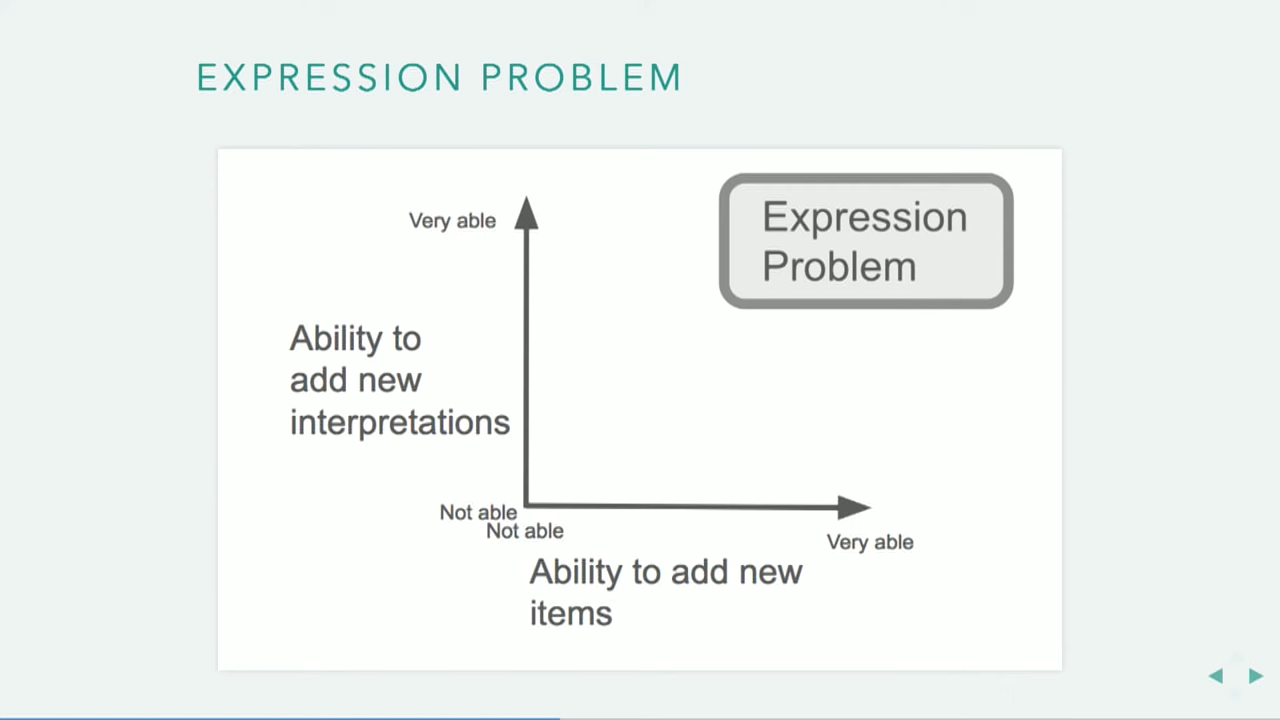 EXPRESSION PROBLEM
Expression
Problem
Very able
Ability to
add new
interpretations
Not able
Not able
Very able
Ability to add new
items